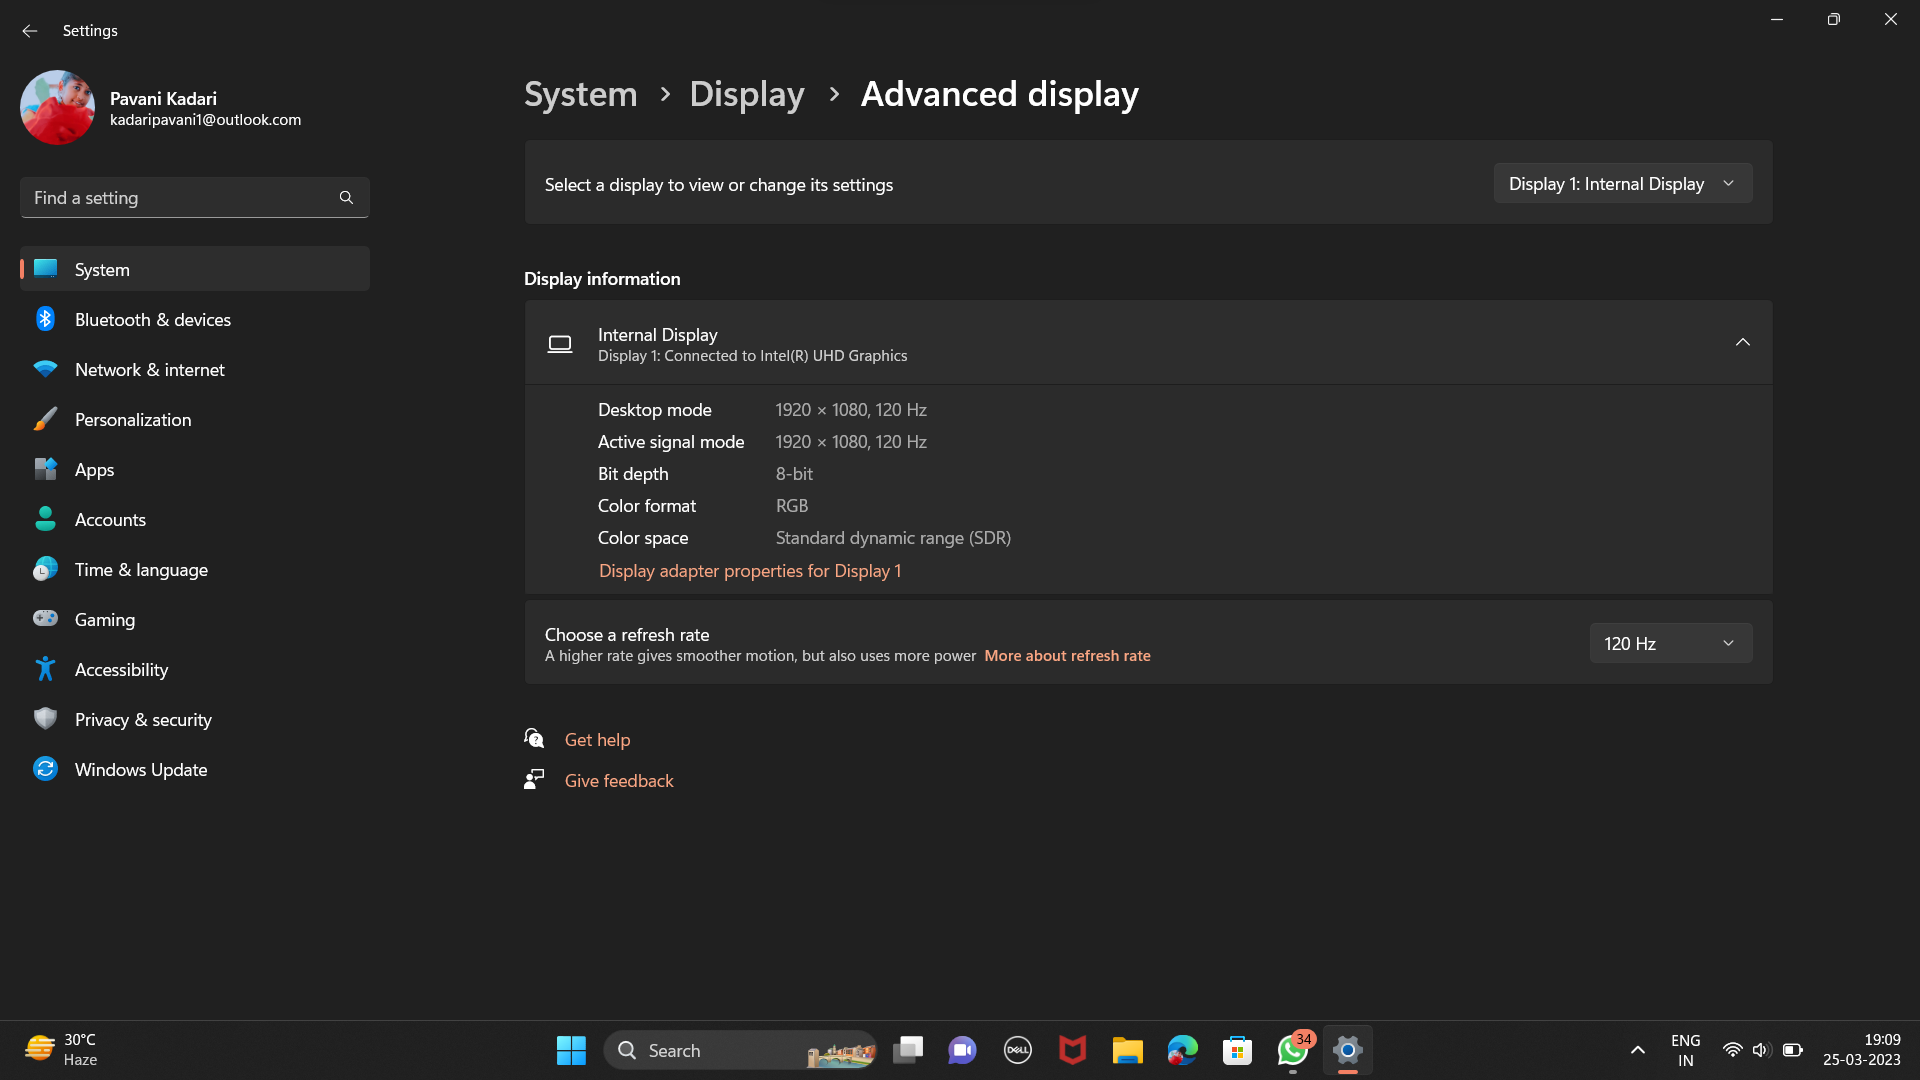 Settings
Pavani Kadari
kadaripavani1@outlook.com
Find a setting
System
Bluetooth & devices
Network & internet
Personalization
Apps
Accounts
Time & language
Gaming
Accessibility
Privacy & security
Windows Update
System > Display > Advanced display
Select a display to view or change its settings
Display 1: Internal Display
Display information
Internal Display
Display 1: Connected to Intel(R) UHD Graphics
Desktop mode 1920 × 1080, 120 Hz
Active signal mode 1920 × 1080, 120 Hz
Bit depth 8-bit
Color format RGB
Color space Standard dynamic range (SDR)
Display adapter properties for Display 1
Choose a refresh rate
A higher rate gives smoother motion, but also uses more power More about refresh rate
120 Hz
Get help
Give feedback
30°C
Haze
Search
DELL
34
ENG
IN
19:09
25-03-2023